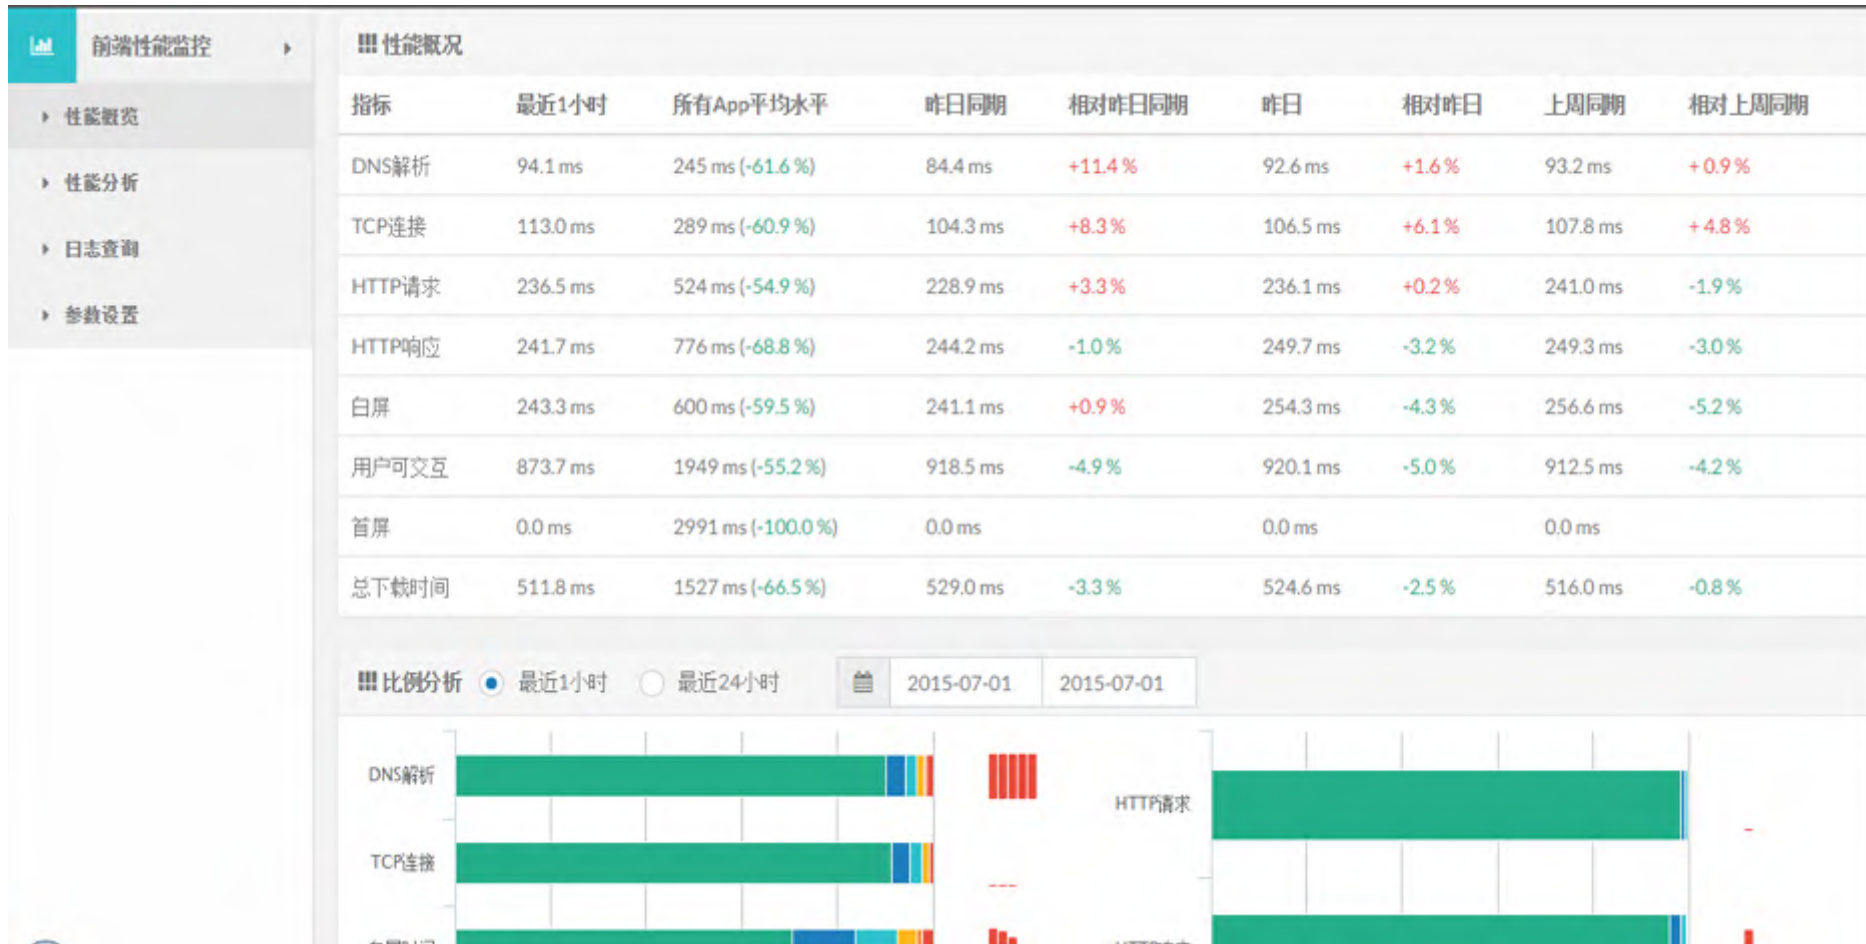 前端性能监控
性能概览
性能分析
日志查询
参数设置
性能概况
指标 最近1小时 所有App平均水平 昨日同期 相对昨日同期 昨日 相对昨日 上周同期 相对上周同期
DNS解析 94.1 ms 245 ms (-61.6 %) 84.4 ms +11.4 % 92.6 ms +1.6 % 93.2 ms + 0.9 %
TCP连接 113.0 ms 289 ms (-60.9 %) 104.3 ms +8.3 % 106.5 ms +6.1 % 107.8 ms + 4.8 %
HTTP请求 236.5 ms 524 ms (-54.9 %) 228.9 ms +3.3 % 236.1 ms +0.2 % 241.0 ms -1.9 %
HTTP响应 241.7 ms 776 ms (-68.8 %) 244.2 ms -1.0 % 249.7 ms -3.2 % 249.3 ms -3.0 %
白屏 243.3 ms 600 ms (-59.5 %) 241.1 ms +0.9 % 254.3 ms -4.3 % 256.6 ms -5.2 %
用户可交互 873.7 ms 1949 ms (-55.2 %) 918.5 ms -4.9 % 920.1 ms -5.0 % 912.5 ms -4.2 %
首屏 0.0 ms 2991 ms (-100.0 %) 0.0 ms 0.0 ms 0.0 ms
总下载时间 511.8 ms 1527 ms (-66.5 %) 529.0 ms -3.3 % 524.6 ms -2.5 % 516.0 ms -0.8 %
比例分析 最近1小时 最近24小时 2015-07-01 2015-07-01
DNS解析
HTTP请求
TCP连接